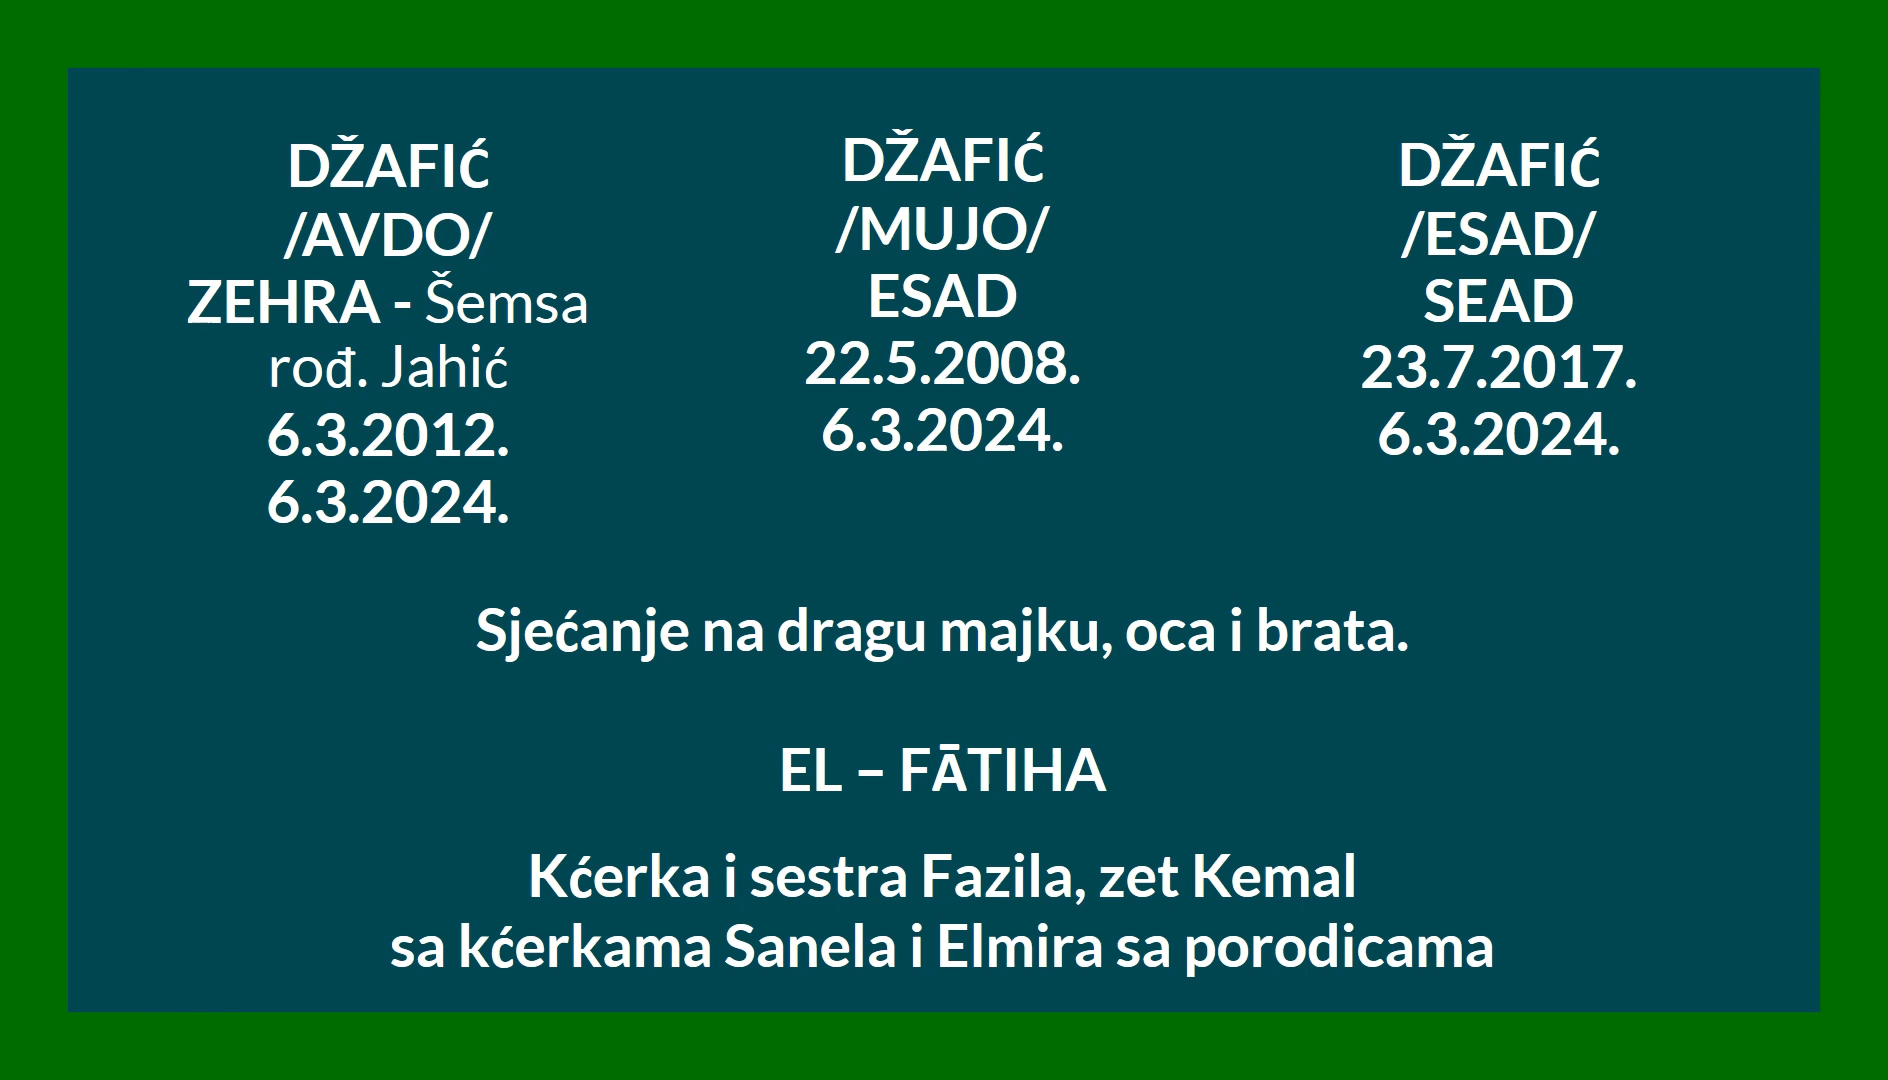 DŽAFIĆ
/AVDO/
ZEHRA - Šemsa
rođ. Jahić
6.3.2012.
6.3.2024.
DŽAFIĆ
/MUJO/
ESAD
22.5.2008.
6.3.2024.
DŽAFIĆ
/ESAD/
SEAD
23.7.2017.
6.3.2024.
Sjećanje na dragu majku, oca i brata.
EL – FĀTIHA
Kćerka i sestra Fazila, zet Kemal
sa kćerkama Sanela i Elmira sa porodicama